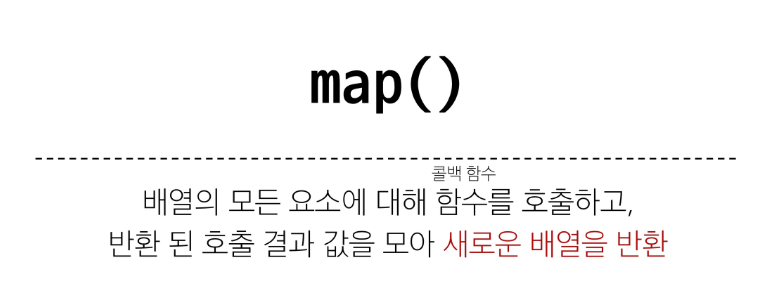 map()
콜백 함수
배열의 모든 요소에 대해 함수를 호출하고,
반환 된 호출 결과 값을 모아 새로운 배열을 반환